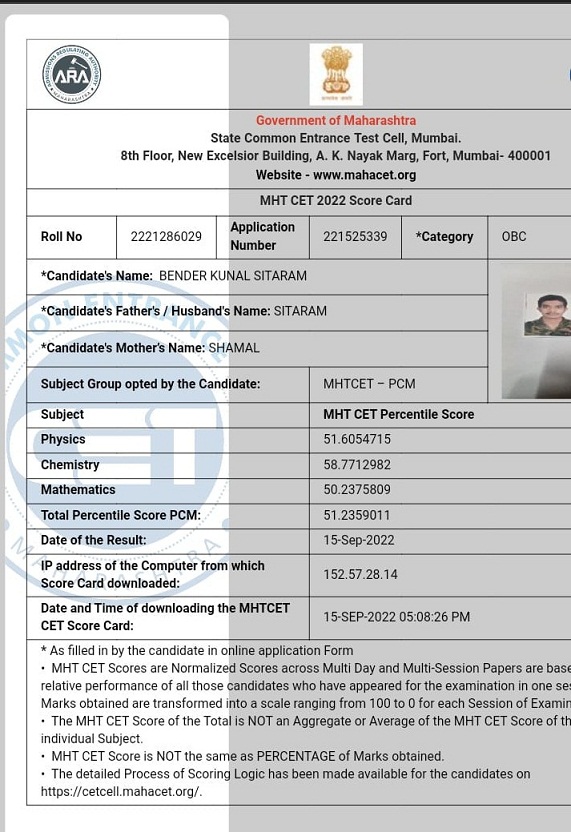 ADMISSIONS REGULATING AUTHORITY
ARA
MAHARASHTRA
Government of Maharashtra
State Common Entrance Test Cell, Mumbai.
8th Floor, New Excelsior Building, A. K. Nayak Marg, Fort, Mumbai- 400001
Website - www.mahacet.org
MHT CET 2022 Score Card
Roll No 2221286029 Application Number 221525339 *Category OBC
*Candidate's Name: BENDER KUNAL SITARAM
*Candidate's Father's / Husband's Name: SITARAM
*Candidate's Mother's Name: SHAMAL
Subject Group opted by the Candidate: MHTCET – PCM
Subject MHT CET Percentile Score
Physics 51.6054715
Chemistry 58.7712982
Mathematics 50.2375809
Total Percentile Score PCM: 51.2359011
Date of the Result: 15-Sep-2022
IP address of the Computer from which
Score Card downloaded: 152.57.28.14
Date and Time of downloading the MHTCET
CET Score Card: 15-SEP-2022 05:08:26 PM
* As filled in by the candidate in online application Form
• MHT CET Scores are Normalized Scores across Multi Day and Multi-Session Papers are base
relative performance of all those candidates who have appeared for the examination in one ses
Marks obtained are transformed into a scale ranging from 100 to 0 for each Session of Examin
• The MHT CET Score of the Total is NOT an Aggregate or Average of the MHT CET Score of th
individual Subject.
• MHT CET Score is NOT the same as PERCENTAGE of Marks obtained.
• The detailed Process of Scoring Logic has been made available for the candidates on
https://cetcell.mahacet.org/.
MMON ENTRANCE
CET
MAHARASHTRA